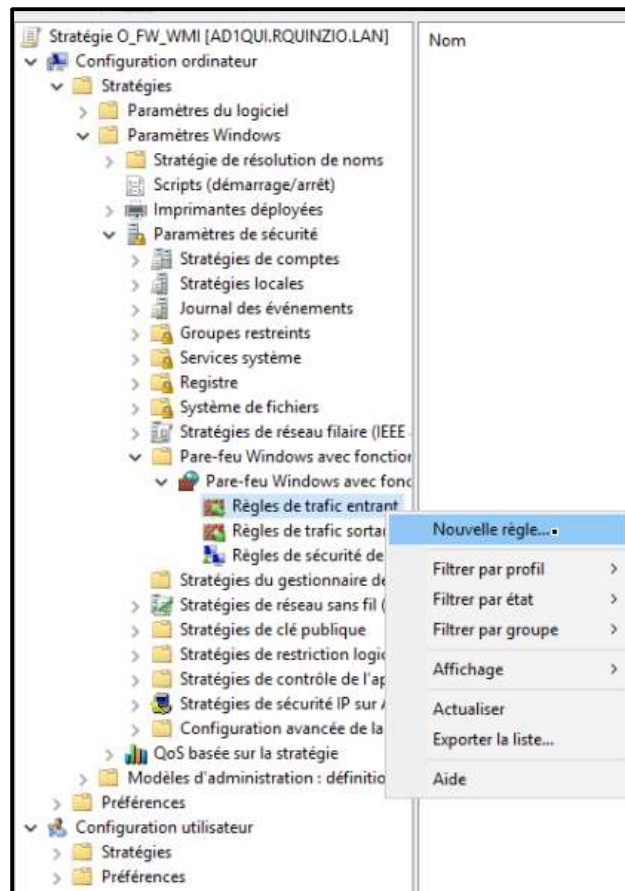 Stratégie O_FW_WMI [AD1QUI.RQUINZIO.LAN]
Nom
Configuration ordinateur
Stratégies
Paramètres du logiciel
Paramètres Windows
Stratégie de résolution de noms
Scripts (démarrage/arrêt)
Imprimantes déployées
Paramètres de sécurité
Stratégies de comptes
Stratégies locales
Journal des événements
Groupes restreints
Services système
Registre
Système de fichiers
Stratégies de réseau filaire (IEEE
Pare-feu Windows avec fonction
Pare-feu Windows avec fonc
Règles de trafic entrant
Règles de trafic sorta
Règles de sécurité de
Stratégies du gestionnaire de
Stratégies de réseau sans fil (
Stratégies de clé publique
Stratégies de restriction logic
Stratégies de contrôle de l'ap
Stratégies de sécurité IP sur A
Configuration avancée de la
QoS basée sur la stratégie
Modèles d'administration : définitio
Préférences
Configuration utilisateur
Stratégies
Préférences
Nouvelle règle...
Filtrer par profil
Filtrer par état
Filtrer par groupe
Affichage
Actualiser
Exporter la liste...
Aide